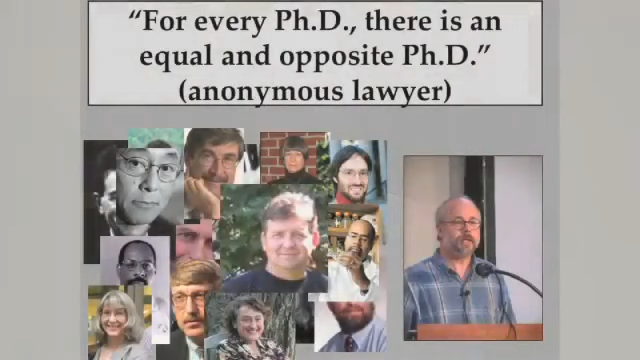 “For every Ph.D., there is an
equal and opposite Ph.D.”
(anonymous lawyer)